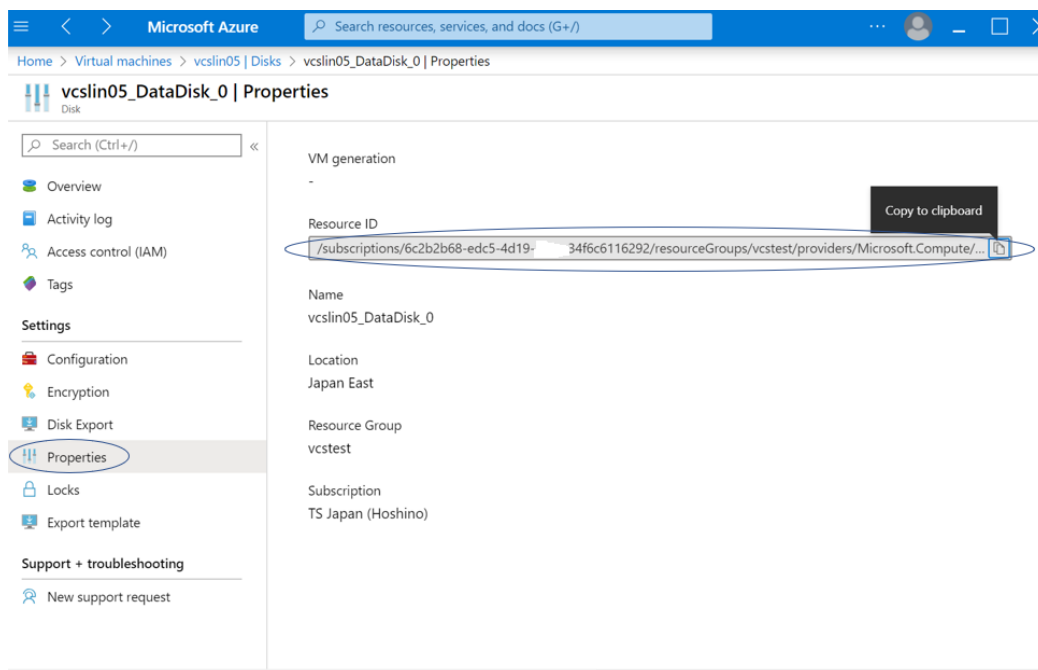 Microsoft Azure
Search resources, services, and docs (G+/)
Home > Virtual machines > vcslin05 | Disks > vcslin05_DataDisk_0 | Properties
vcslin05_DataDisk_0 | Properties
Disk
Search (Ctrl+/)
Overview
Activity log
Access control (IAM)
Tags
Settings
Configuration
Encryption
Disk Export
Properties
Locks
Export template
Support + troubleshooting
New support request
VM generation
-
Copy to clipboard
Resource ID
/subscriptions/6c2b2b68-edc5-4d19- 34f6c6116292/resourceGroups/vcstest/providers/Microsoft.Compute/...
Name
vcslin05_DataDisk_0
Location
Japan East
Resource Group
vcstest
Subscription
TS Japan (Hoshino)